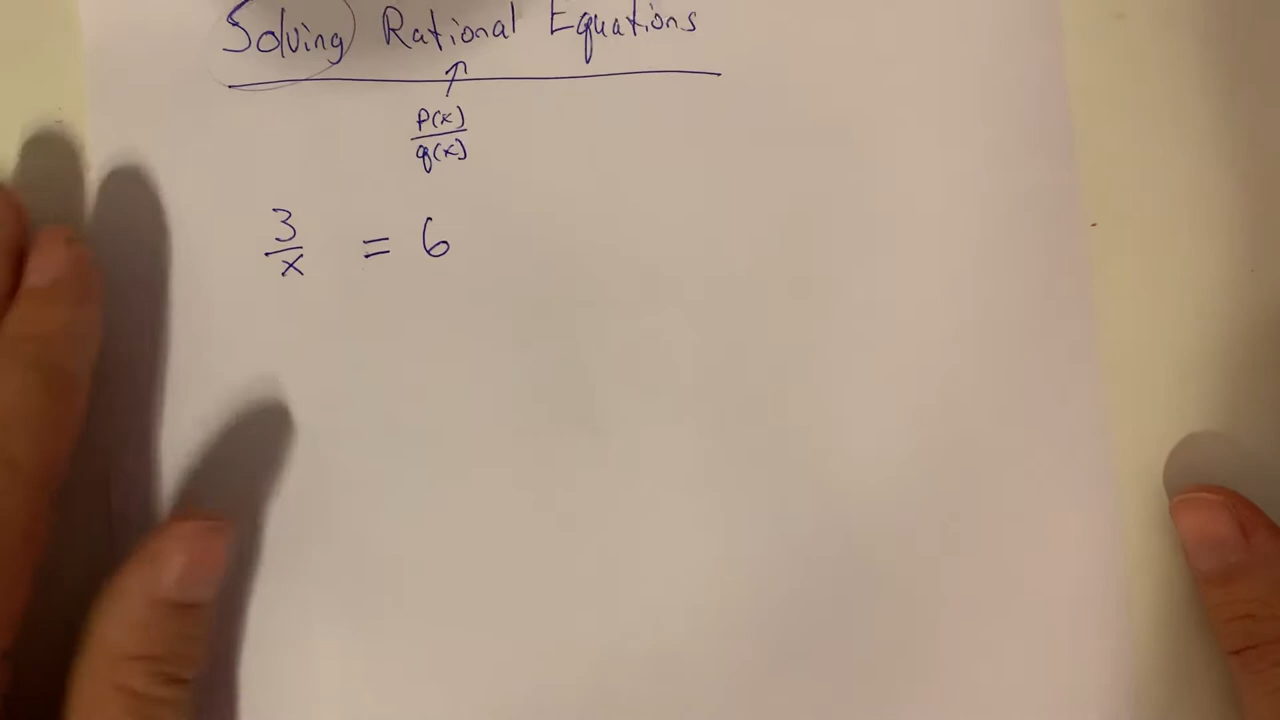 Solving Rational Equations
↑
p(x)
q(x)
3/x = 6